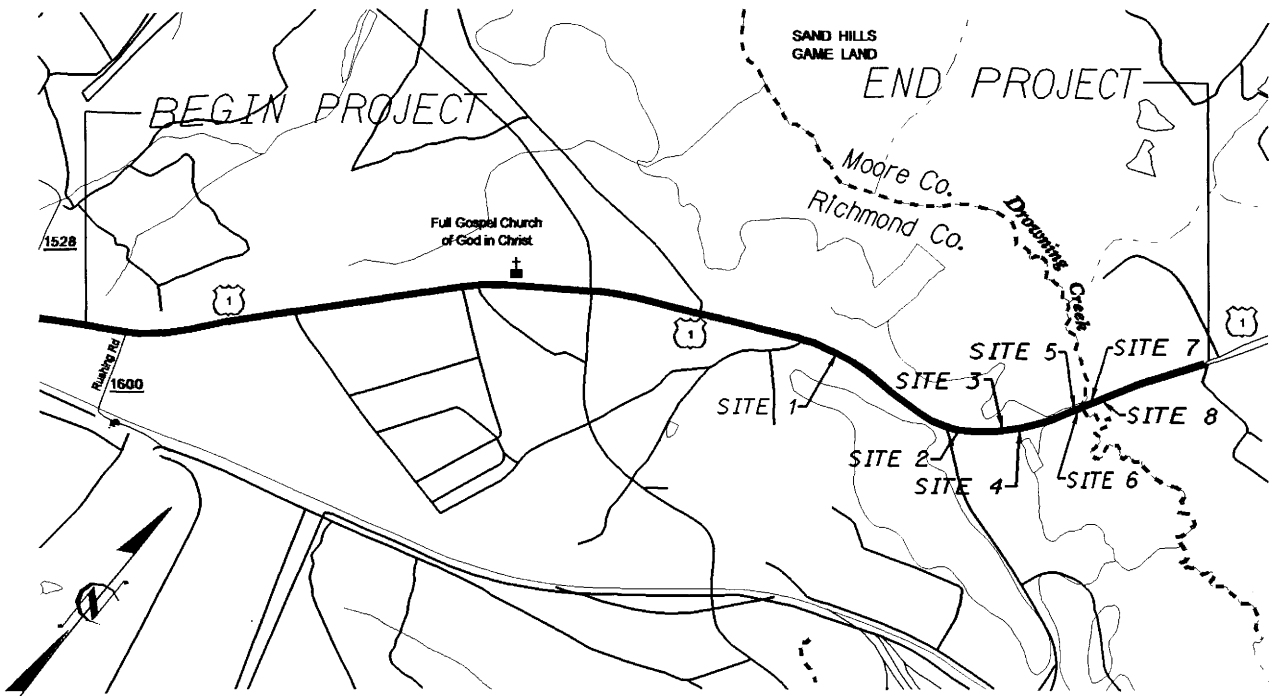 SAND HILLS
GAME LAND
END PROJECT
BEGIN PROJECT
Moore Co.
Richmond Co.
Drowning
Creek
Full Gospel Church
of God in Christ
1528
1
1
1
Rushing Rd
1600
SITE 1
SITE 2
SITE 3
SITE 4
SITE 5
SITE 6
SITE 7
SITE 8
N